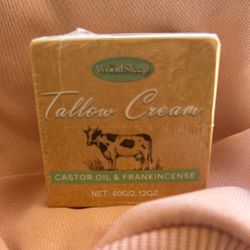 WoodSleep
Tallow Cream
CASTOR OIL & FRANKINCENSE
NET: 60G/2.12OZ